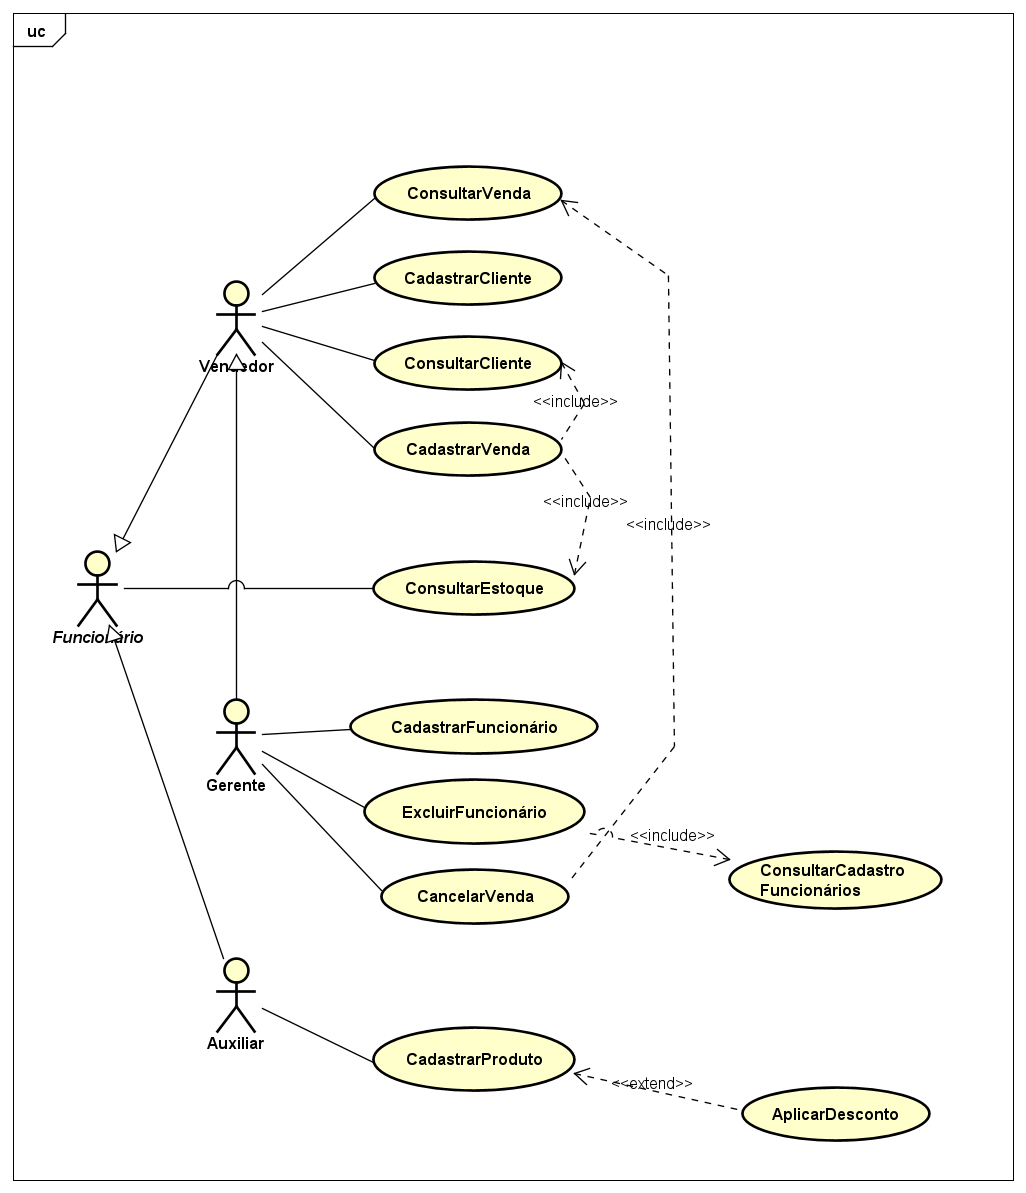 uc
ConsultarVenda
CadastrarCliente
Vendedor
ConsultarCliente
<<include>>
CadastrarVenda
<<include>>
<<include>>
ConsultarEstoque
Funcionário
CadastrarFuncionário
Gerente
ExcluirFuncionário
<<include>>
ConsultarCadastro
Funcionários
CancelarVenda
Auxiliar
CadastrarProduto
<<extend>>
AplicarDesconto